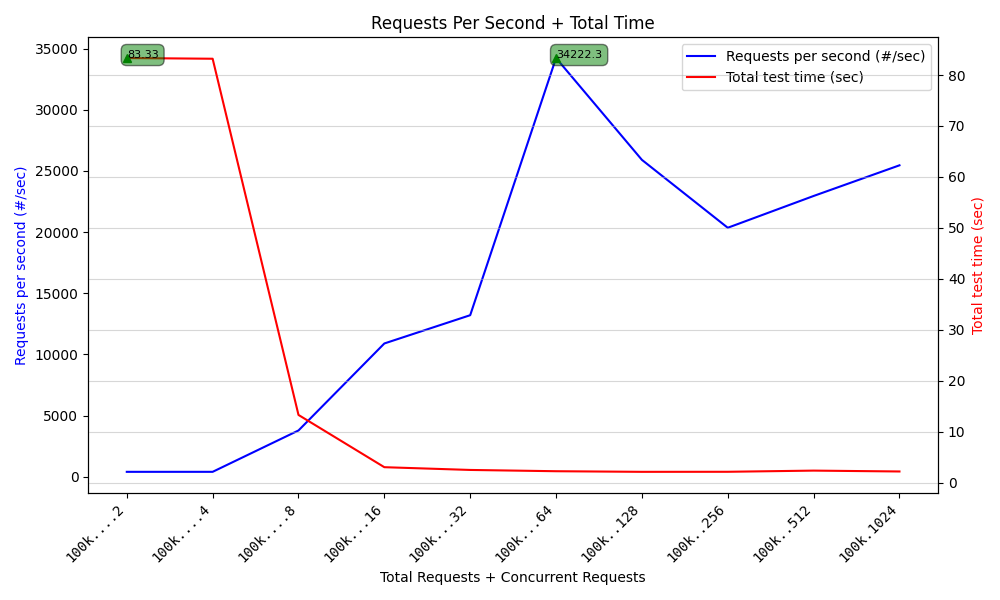 Requests Per Second + Total Time
83.33
34222.3
Requests per second (#/sec)
Total test time (sec)
35000
30000
25000
20000
15000
10000
5000
0
Requests per second (#/sec)
80
70
60
50
40
30
20
10
0
Total test time (sec)
100k....2
100k....4
100k....8
100k...16
100k...32
100k...64
100k..128
100k..256
100k..512
100k.1024
Total Requests + Concurrent Requests